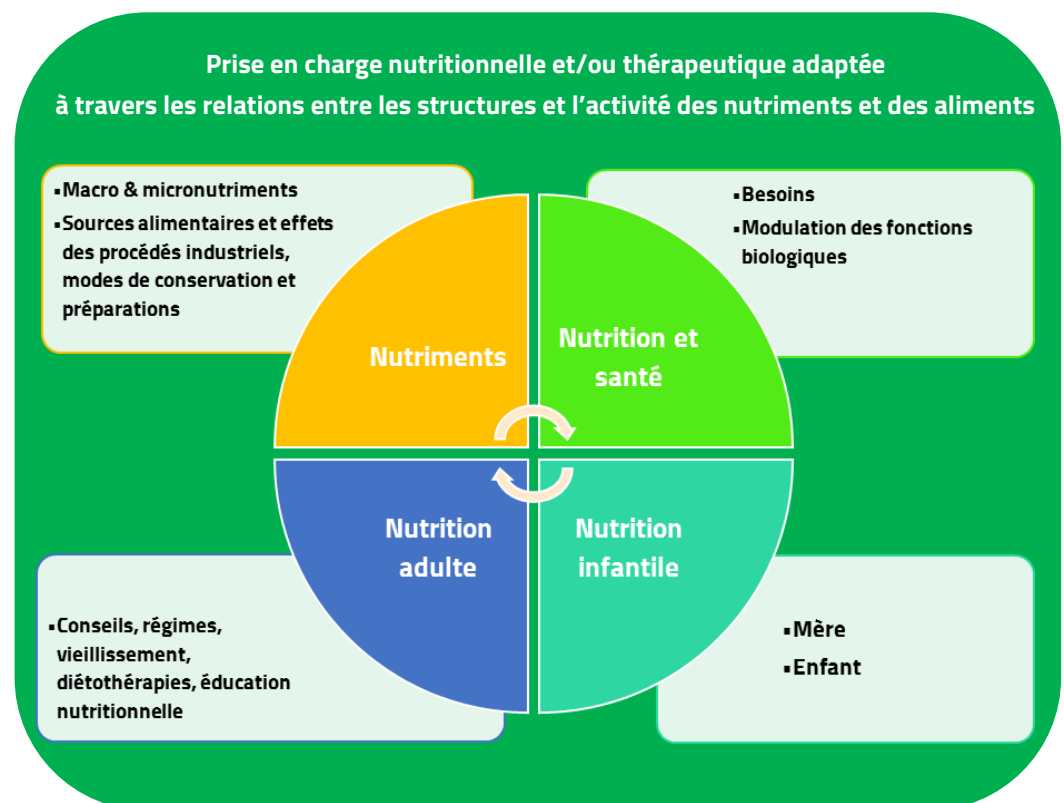 Prise en charge nutritionnelle et/ou thérapeutique adaptée
à travers les relations entre les structures et l'activité des nutriments et des aliments
▪Macro & micronutriments
▪Sources alimentaires et effets
des procédés industriels,
modes de conservation et
préparations
▪Besoins
▪Modulation des fonctions
biologiques
Nutriments
Nutrition et
santé
Nutrition
adulte
Nutrition
infantile
▪Conseils, régimes,
vieillissement,
diétothérapies, éducation
nutritionnelle
▪Mère
▪Enfant